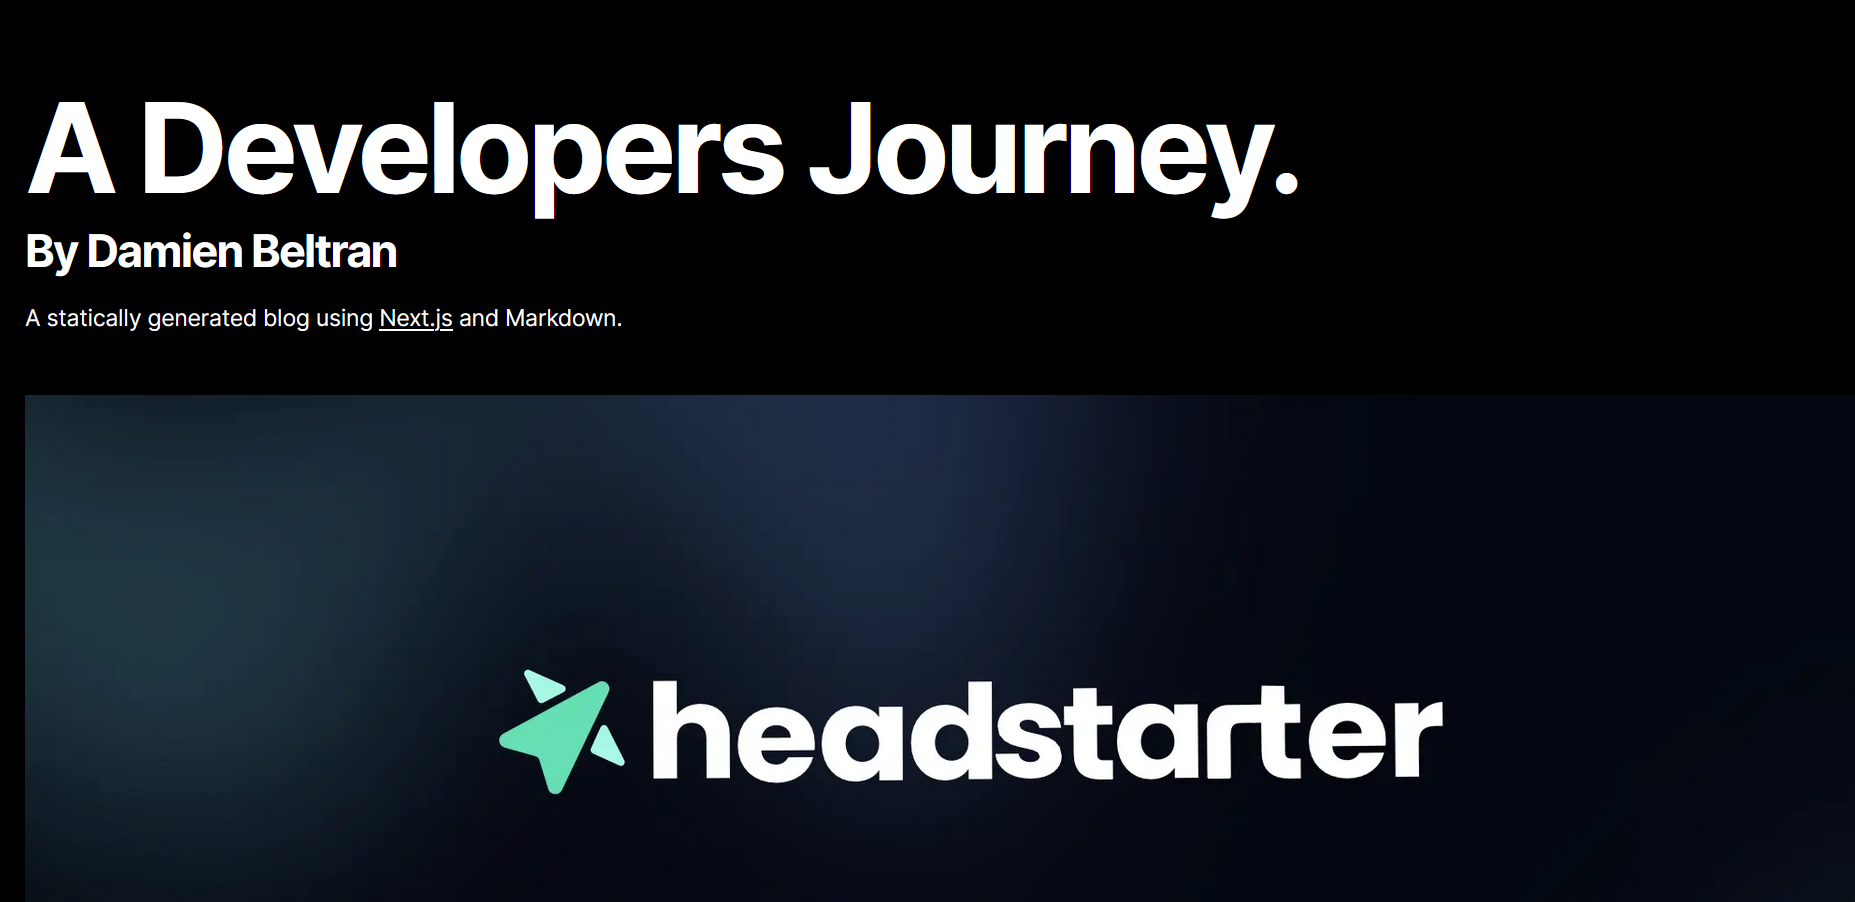 A Developers Journey.
By Damien Beltran
A statically generated blog using Next.js and Markdown.
headstarter